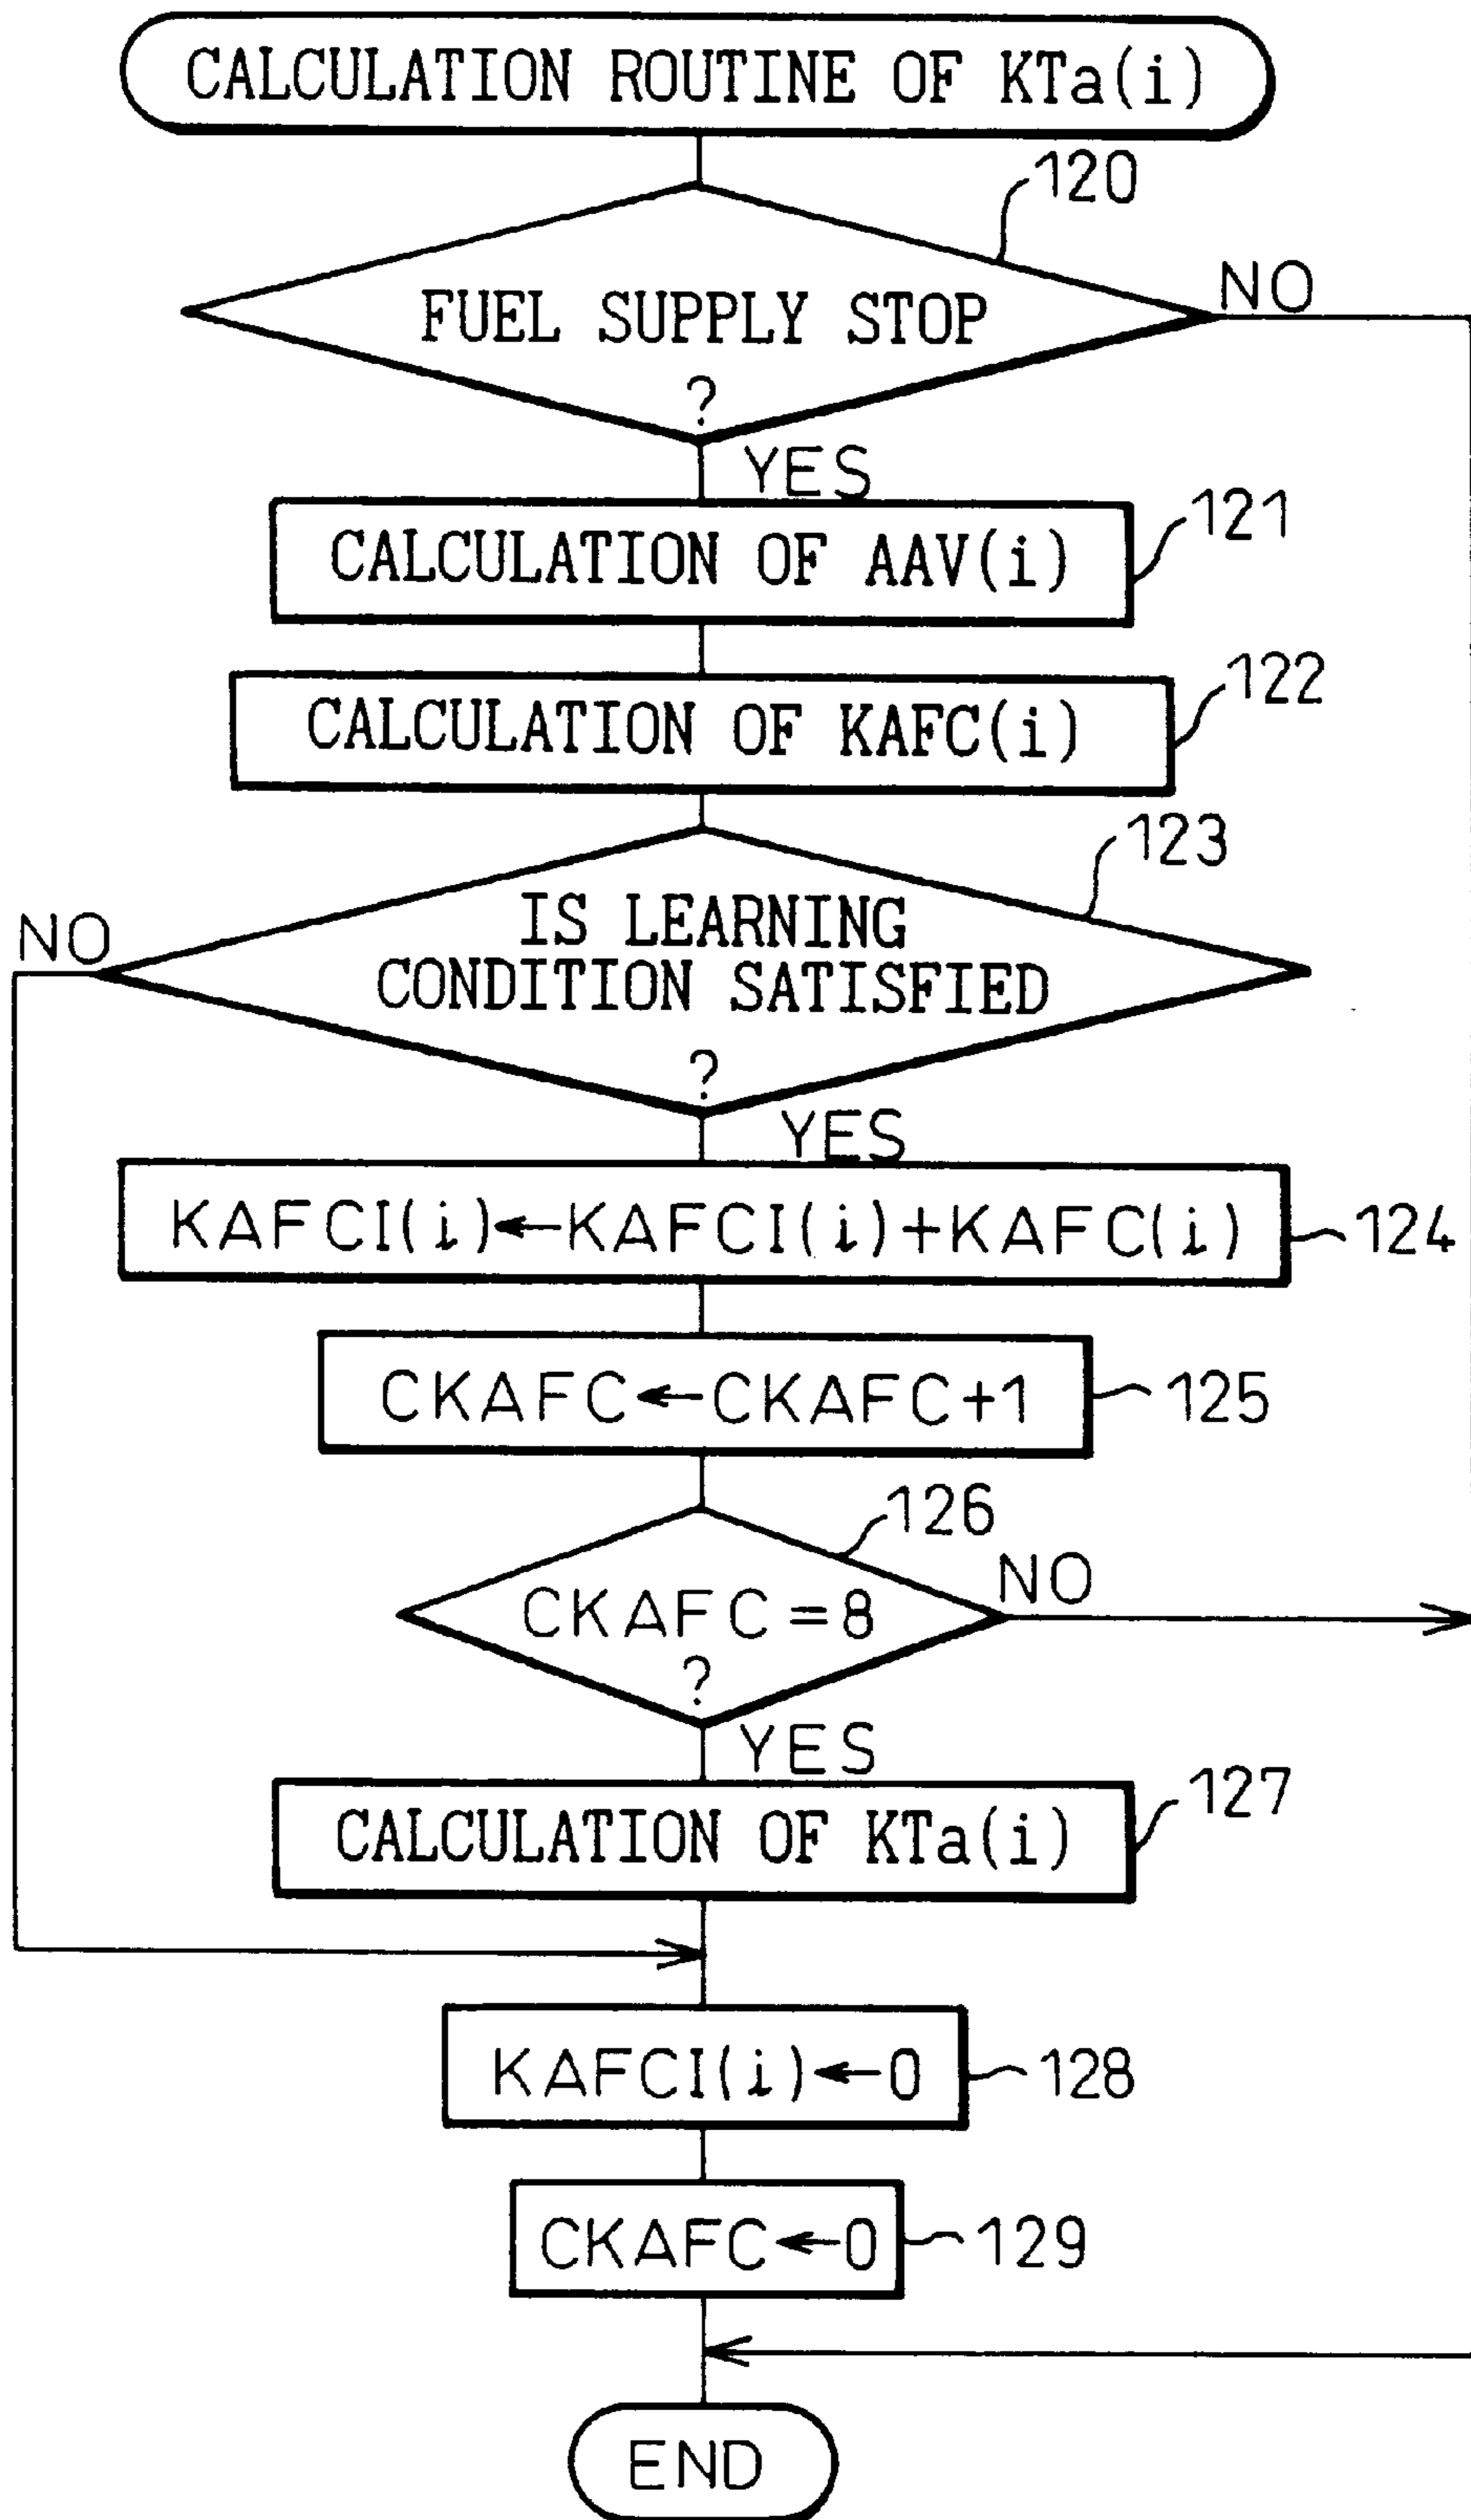 CALCULATION ROUTINE OF KTa(i)
120
FUEL SUPPLY STOP
?
NO
YES
CALCULATION OF AAV(i)
121
CALCULATION OF KAFC(i)
122
123
IS LEARNING
CONDITION SATISFIED
?
NO
YES
KAFCI(i)←KAFCI(i)+KAFC(i)
124
CKAFC←CKAFC+1
125
126
CKAFC=8
?
NO
YES
CALCULATION OF KTa(i)
127
KAFCI(i)←0
128
CKAFC←0
129
END